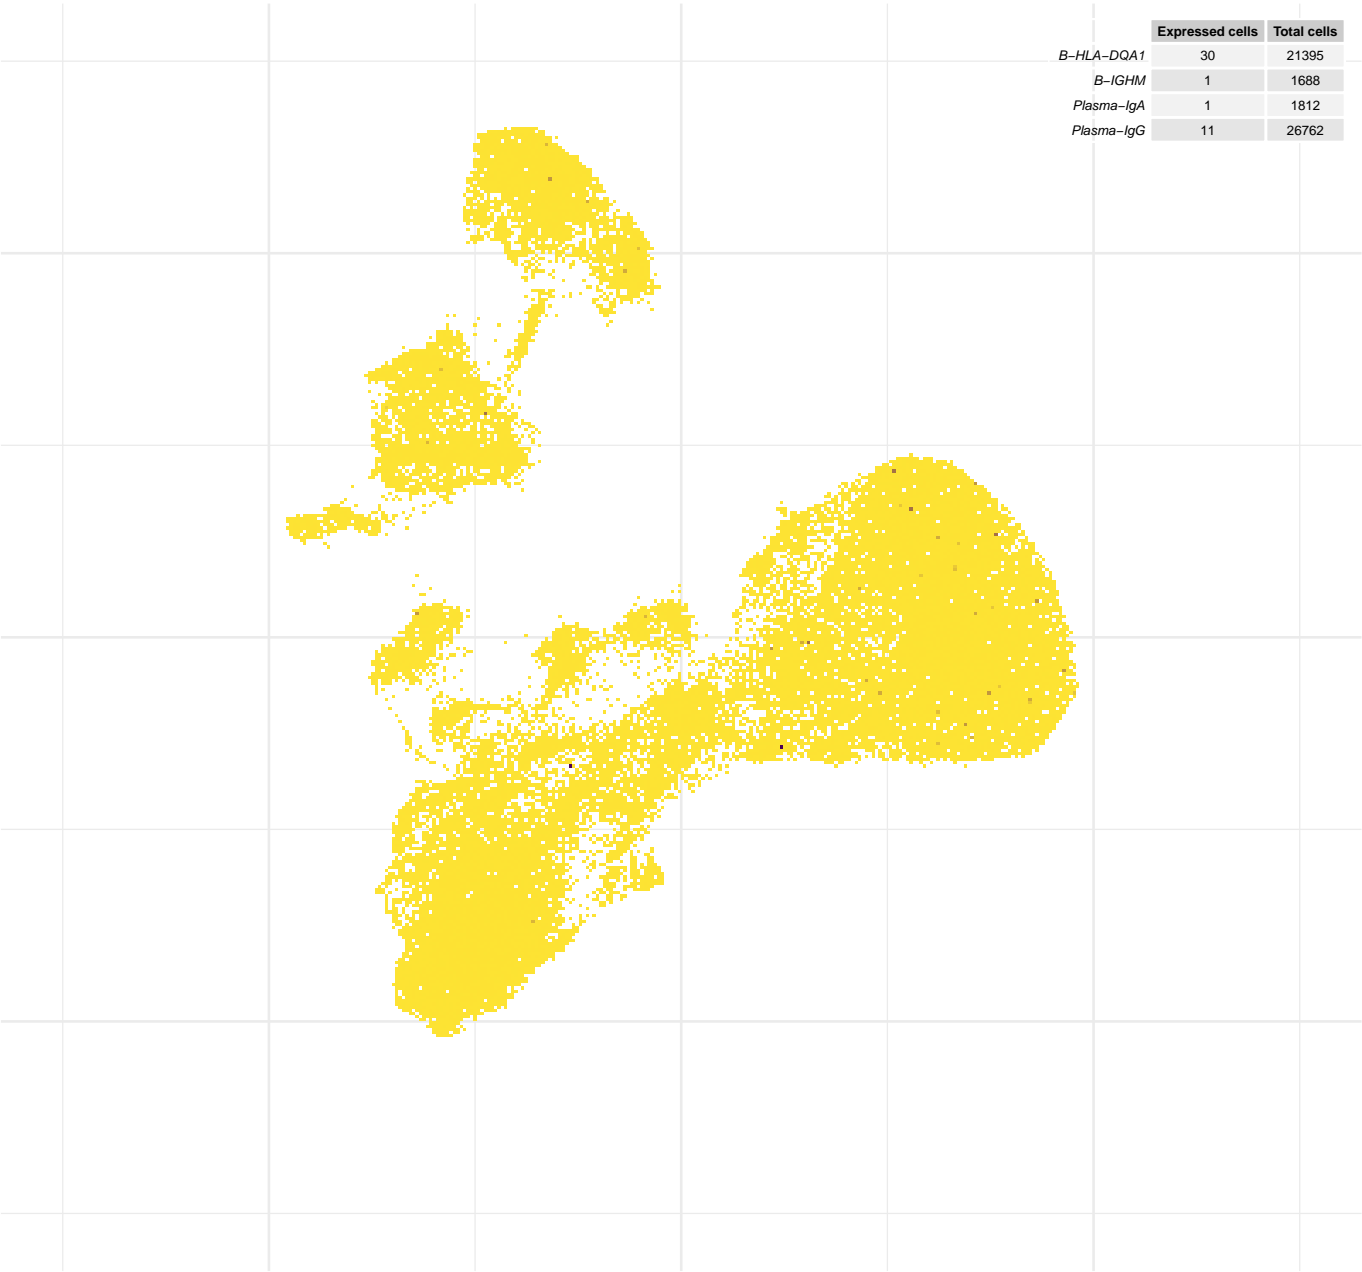 Expressed cells Total cells
B−HLA−DQA1 30 21395
B−IGHM 1 1688
Plasma−IgA 1 1812
Plasma−IgG 11 26762